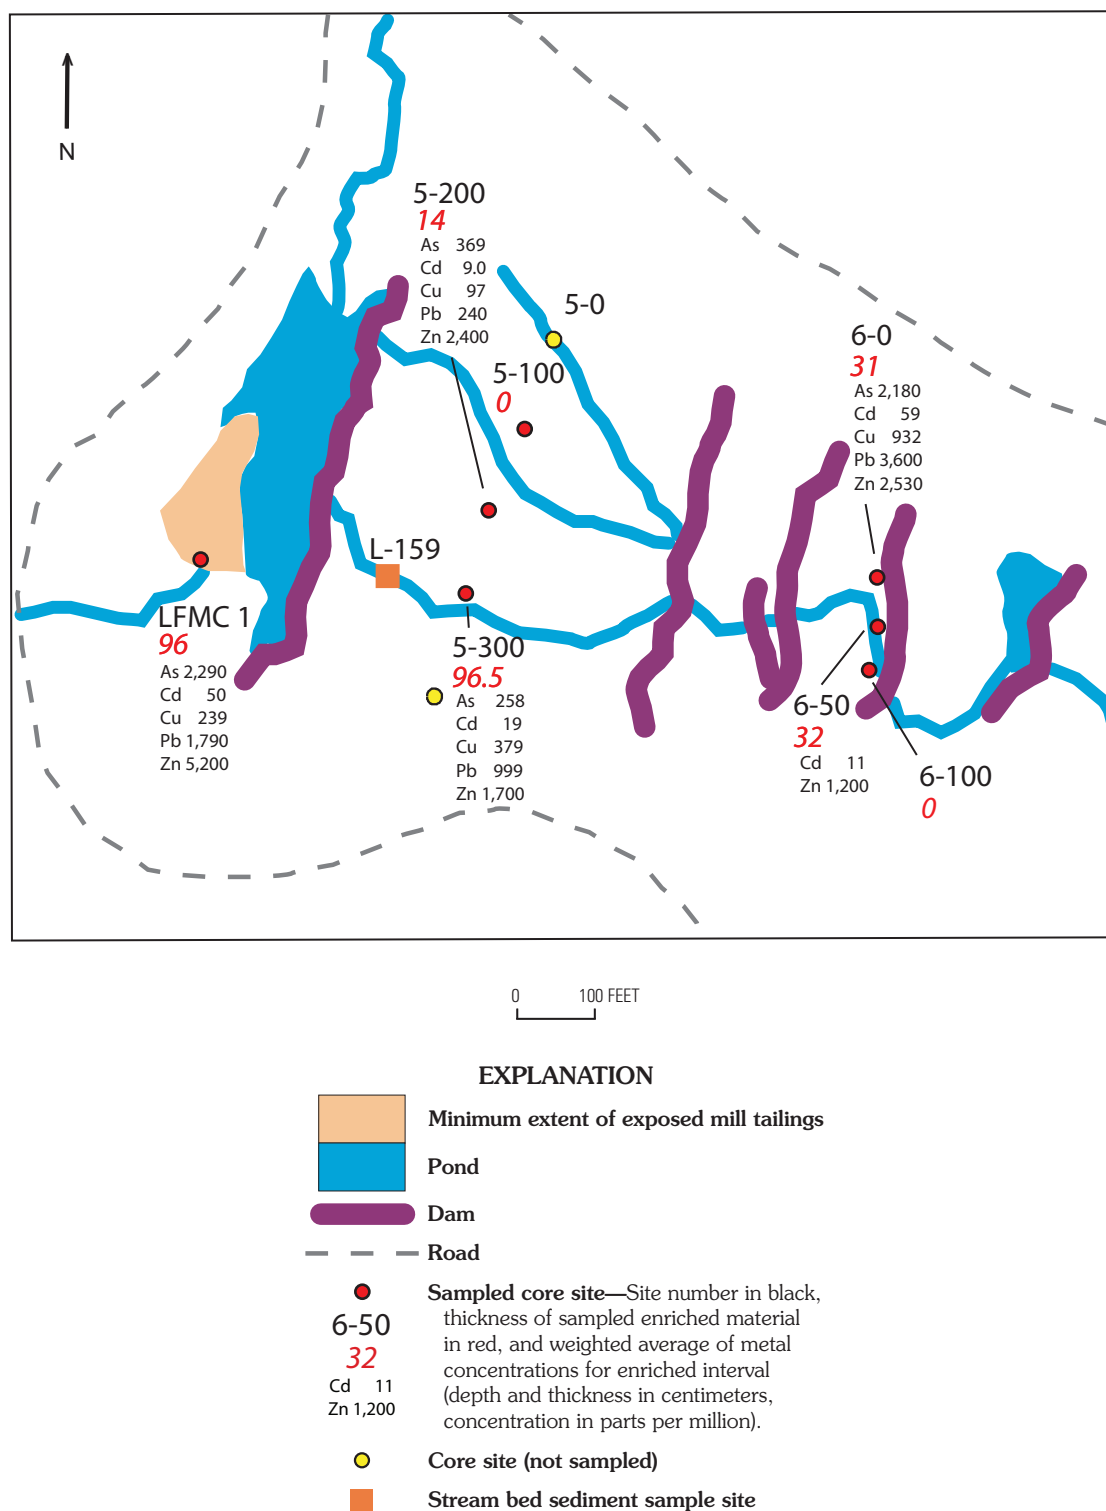 N
5-200
14
As 369
Cd 9.0
Cu 97
Pb 240
Zn 2,400
5-0
5-100
0
6-0
31
As 2,180
Cd 59
Cu 932
Pb 3,600
Zn 2,530
L-159
LFMC 1
96
As 2,290
Cd 50
Cu 239
Pb 1,790
Zn 5,200
5-300
96.5
As 258
Cd 19
Cu 379
Pb 999
Zn 1,700
6-50
32
Cd 11
Zn 1,200
6-100
0
0 100 FEET
EXPLANATION
Minimum extent of exposed mill tailings
Pond
Dam
Road
Sampled core site—Site number in black,
thickness of sampled enriched material
in red, and weighted average of metal
concentrations for enriched interval
(depth and thickness in centimeters,
concentration in parts per million).
6-50
32
Cd 11
Zn 1,200
Core site (not sampled)
Stream bed sediment sample site